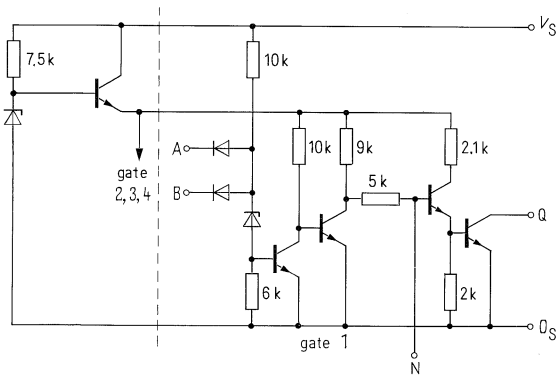 V_S
7.5k
10k
A
10k
9k
2.1k
gate
2,3,4
B
5k
Q
6k
2k
gate 1
0_S
N